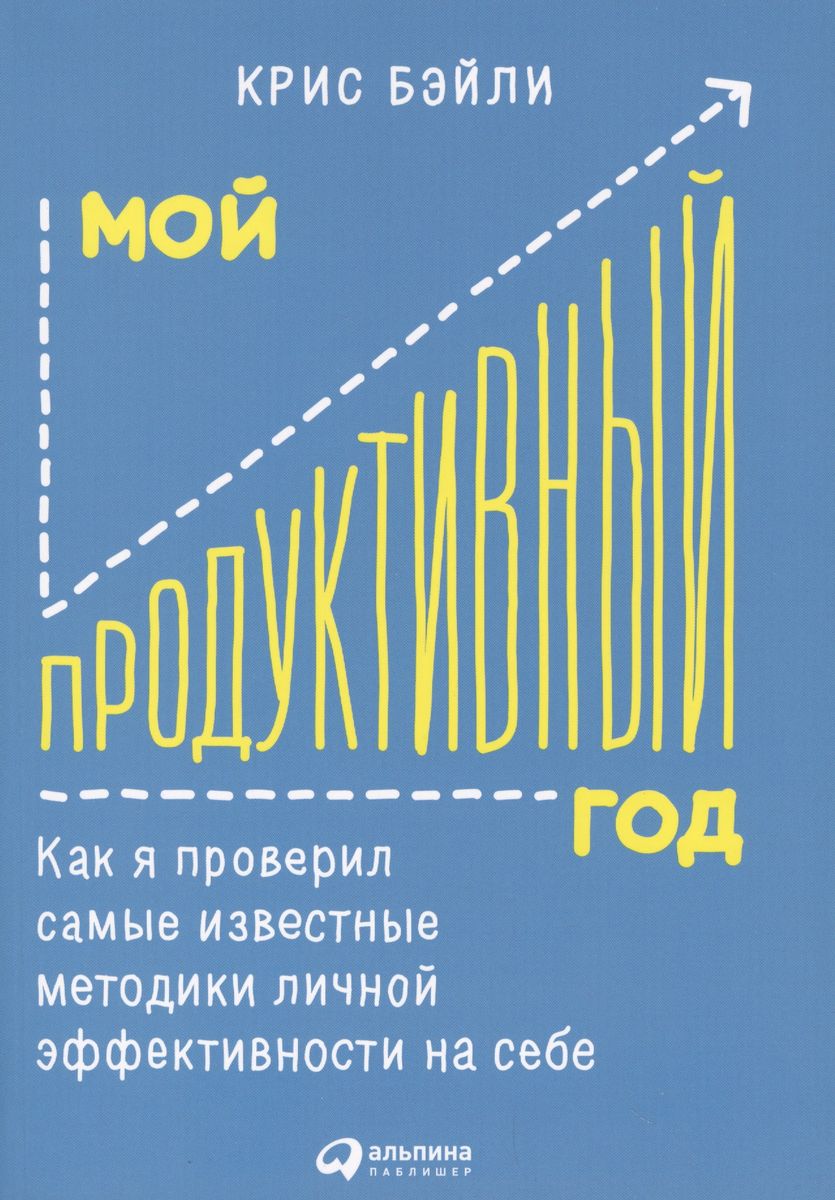 КРИС БЭЙЛИ
МОЙ
ПРОДУКТИВНЫЙ
ГОД
Как я проверил
самые известные
методики личной
эффективности на себе
альпина
ПАБЛИШЕР